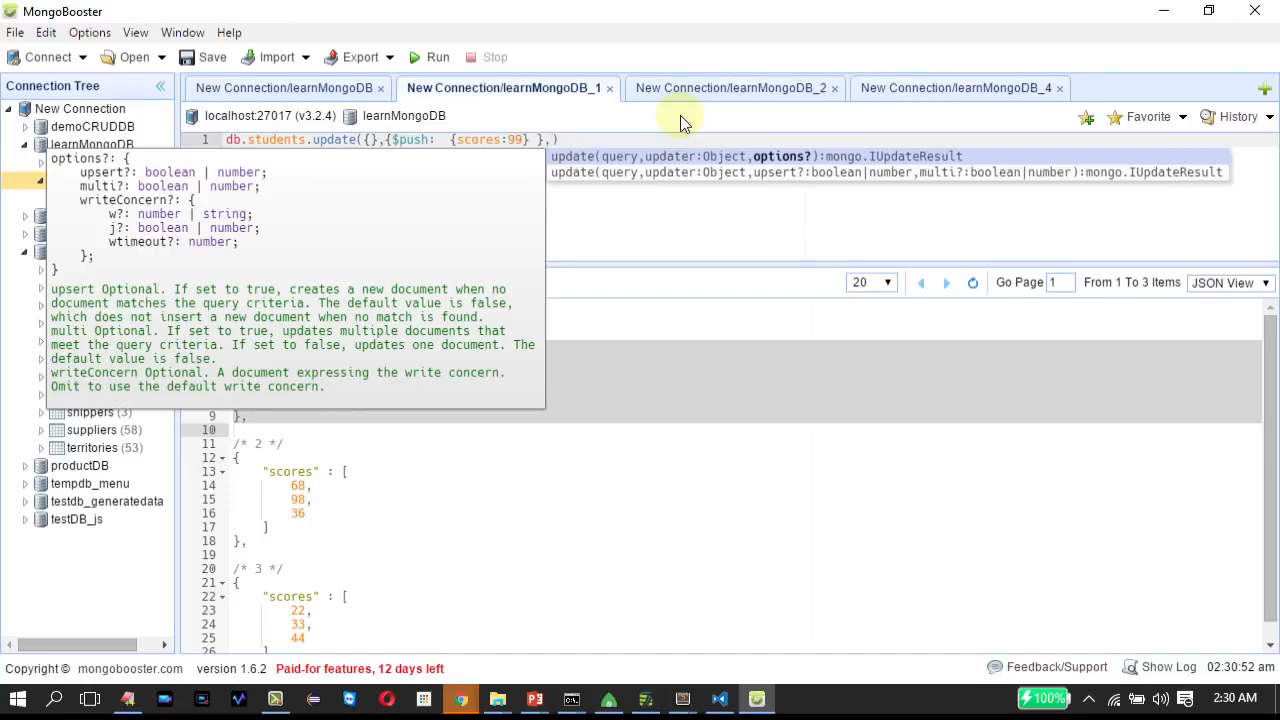 MongoBooster
File Edit Options View Window Help
Connect Open Save Import Export Run Stop
Connection Tree
New Connection/learnMongoDB × New Connection/learnMongoDB_1 × New Connection/learnMongoDB_2 × New Connection/learnMongoDB_4 ×
New Connection
localhost:27017 (v3.2.4) learnMongoDB Favorite History
demoCRUDDB
learnMongoDB
1 db.students.update({},{$push: {scores:99} },)
options?: {
upsert?: boolean | number;
multi?: boolean | number;
writeConcern?: {
w?: number | string;
j?: boolean | number;
wtimeout?: number;
};
}
upsert Optional. If set to true, creates a new document when no
document matches the query criteria. The default value is false,
which does not insert a new document when no match is found.
multi Optional. If set to true, updates multiple documents that
meet the query criteria. If set to false, updates one document. The
default value is false.
writeConcern Optional. A document expressing the write concern.
Omit to use the default write concern.
update(query,updater:Object,options?):mongo.IUpdateResult
update(query,updater:Object,upsert?:boolean|number,multi?:boolean|number):mongo.IUpdateResult
20 Go Page 1 From 1 To 3 Items JSON View
shippers (3)
suppliers (58)
territories (53)
productDB
tempdb_menu
testdb_generatedata
testDB_js
9 },
10
11 /* 2 */
12 {
13 "scores" : [
14 68,
15 98,
16 36
17 ]
18 },
19
20 /* 3 */
21 {
22 "scores" : [
23 22,
24 33,
25 44
26 ]
Copyright © mongobooster.com version 1.6.2 Paid-for features, 12 days left Feedback/Support Show Log 02:30:52 am
100% 2:30 AM